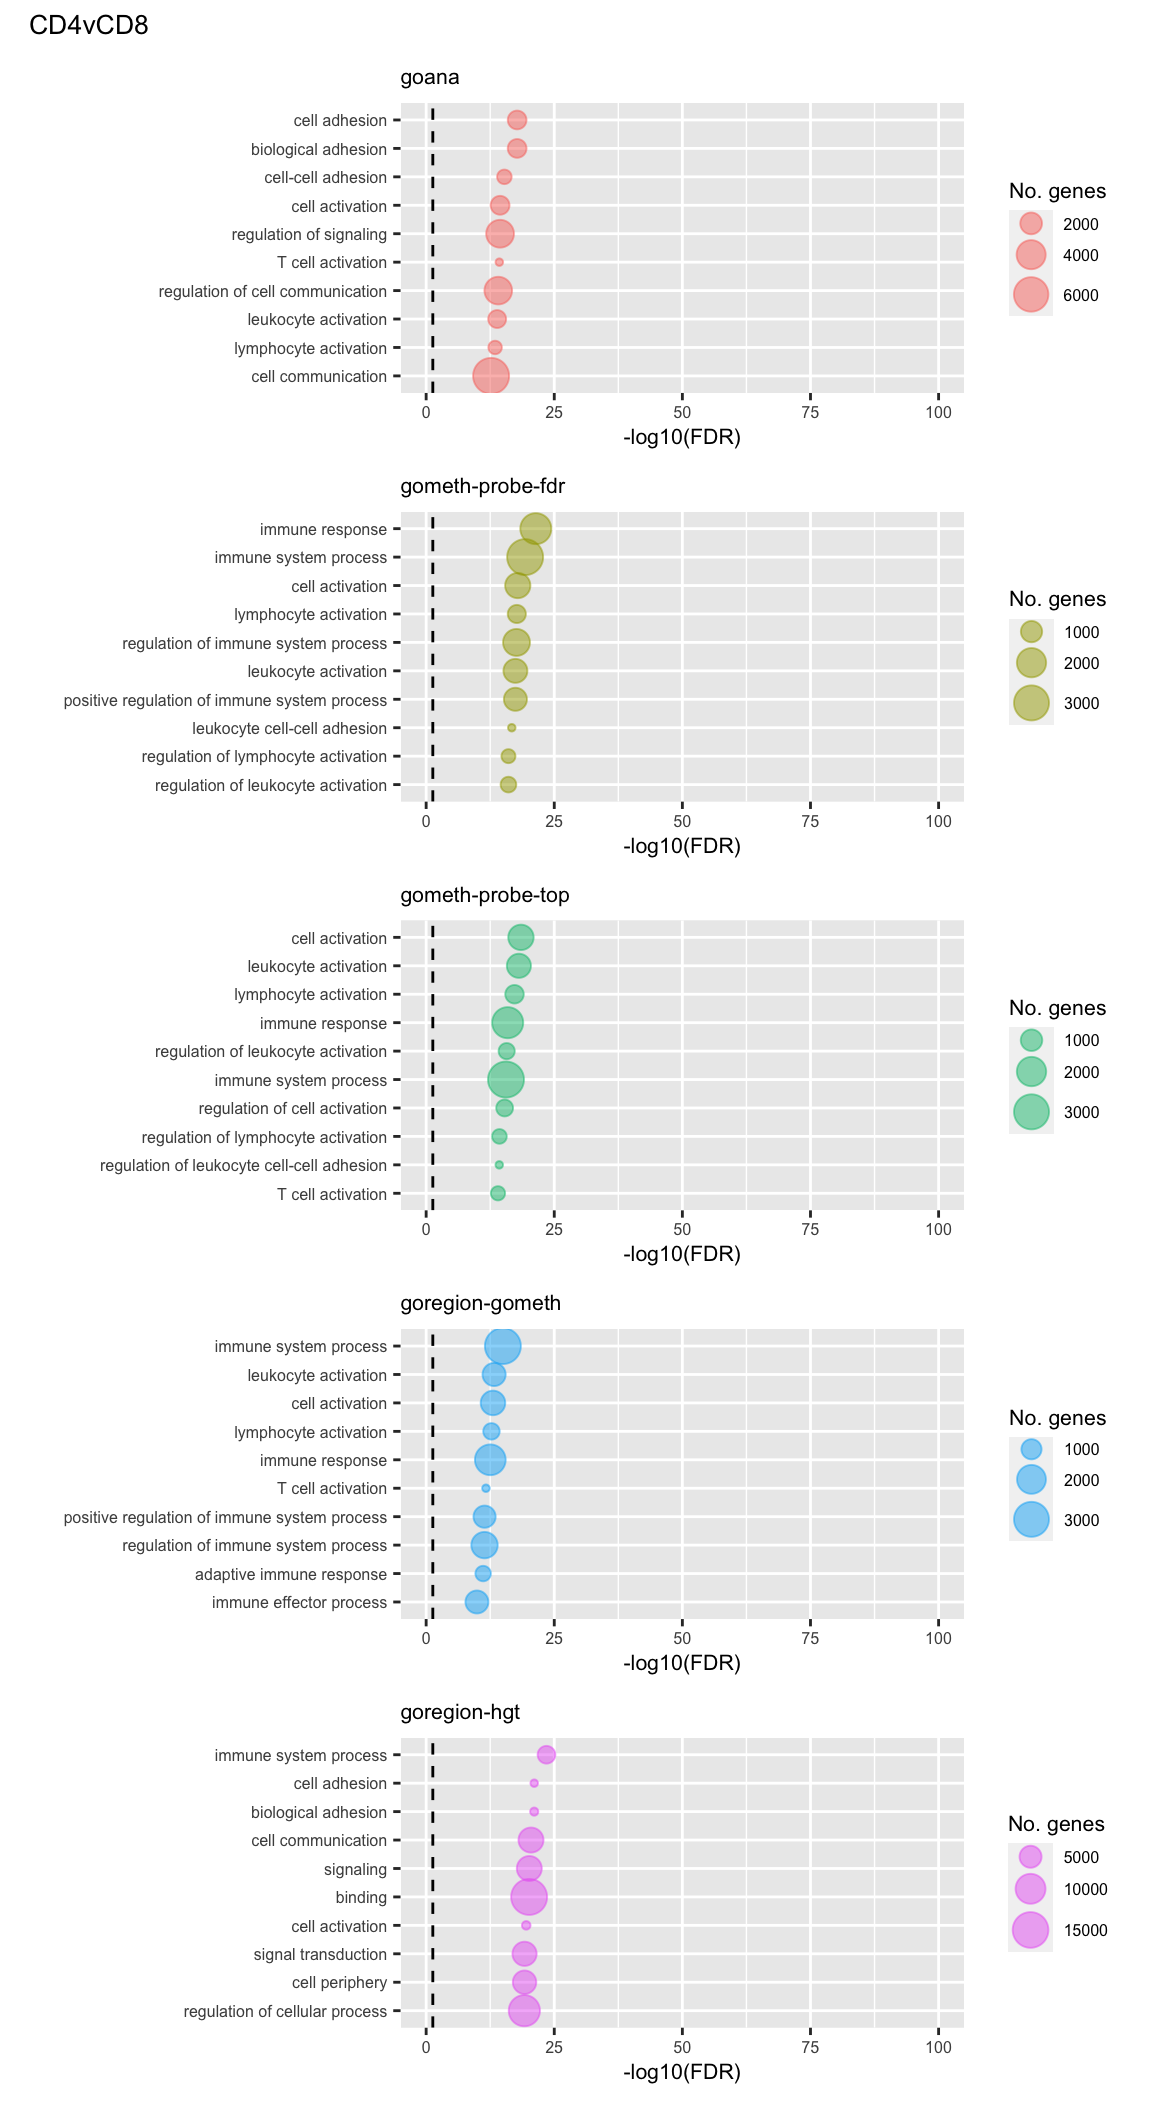 CD4vCD8
goana
cell adhesion
biological adhesion
cell-cell adhesion
cell activation
regulation of signaling
T cell activation
regulation of cell communication
leukocyte activation
lymphocyte activation
cell communication
0 25 50 75 100
-log10(FDR)
No. genes
2000
4000
6000
gometh-probe-fdr
immune response
immune system process
cell activation
lymphocyte activation
regulation of immune system process
leukocyte activation
positive regulation of immune system process
leukocyte cell-cell adhesion
regulation of lymphocyte activation
regulation of leukocyte activation
0 25 50 75 100
-log10(FDR)
No. genes
1000
2000
3000
gometh-probe-top
cell activation
leukocyte activation
lymphocyte activation
immune response
regulation of leukocyte activation
immune system process
regulation of cell activation
regulation of lymphocyte activation
regulation of leukocyte cell-cell adhesion
T cell activation
0 25 50 75 100
-log10(FDR)
No. genes
1000
2000
3000
goregion-gometh
immune system process
leukocyte activation
cell activation
lymphocyte activation
immune response
T cell activation
positive regulation of immune system process
regulation of immune system process
adaptive immune response
immune effector process
0 25 50 75 100
-log10(FDR)
No. genes
1000
2000
3000
goregion-hgt
immune system process
cell adhesion
biological adhesion
cell communication
signaling
binding
cell activation
signal transduction
cell periphery
regulation of cellular process
0 25 50 75 100
-log10(FDR)
No. genes
5000
10000
15000